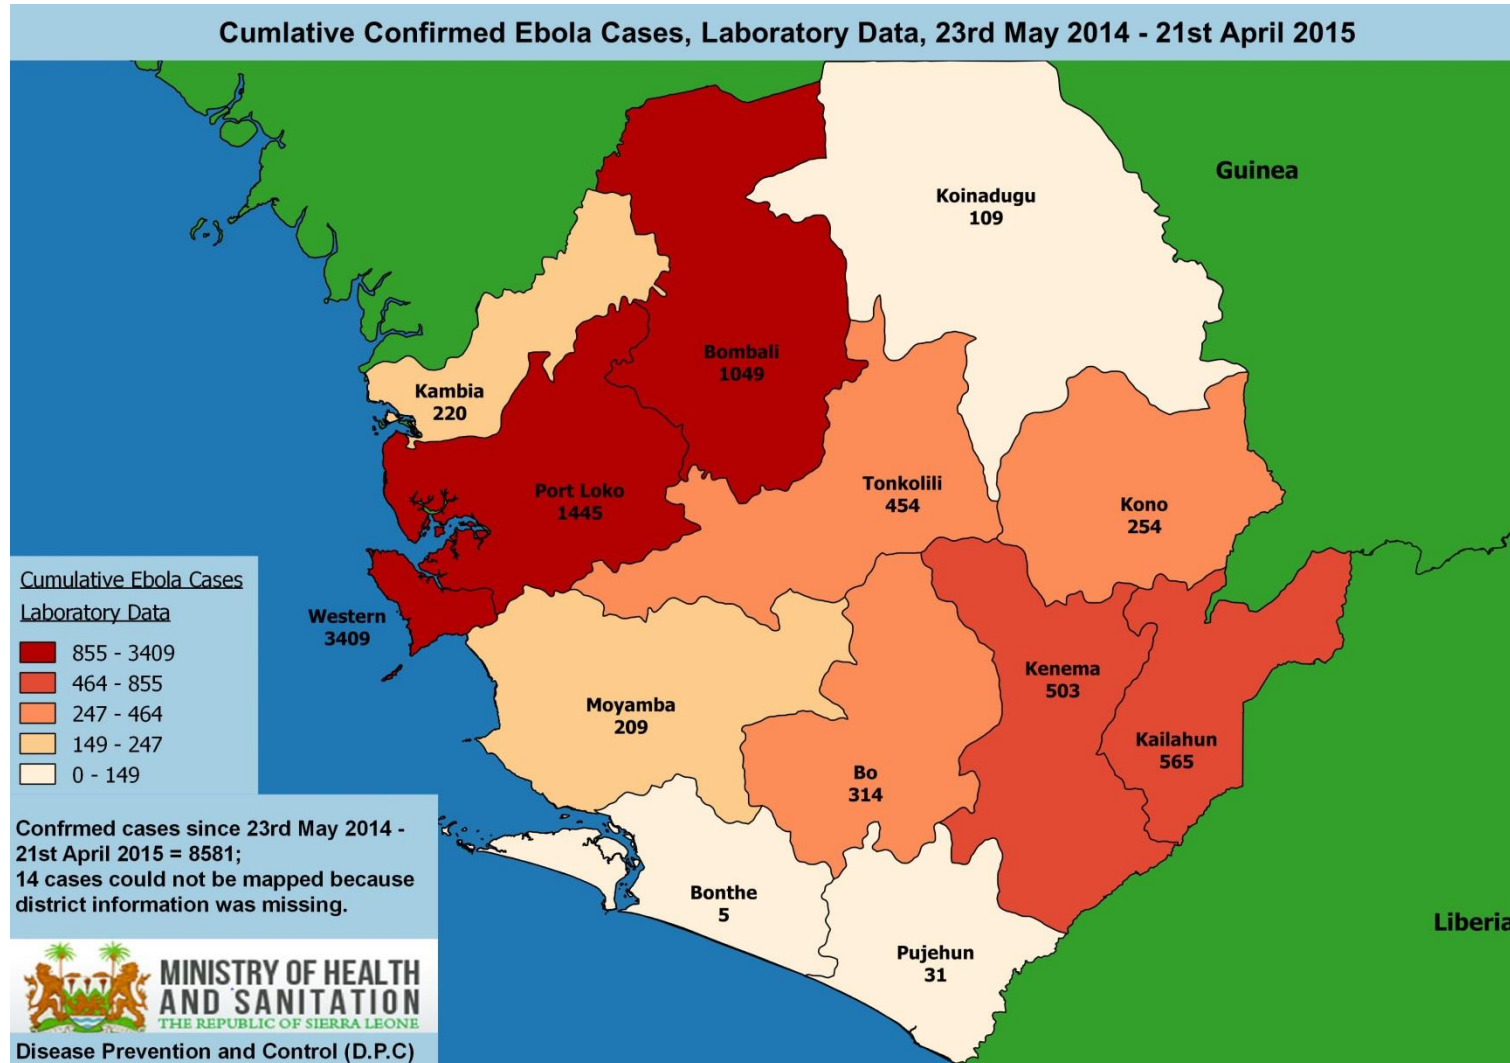 Cumlative Confirmed Ebola Cases, Laboratory Data, 23rd May 2014 - 21st April 2015
Guinea
Koinadugu
109
Bombali
1049
Kambia
220
Port Loko
1445
Tonkolili
454
Kono
254
Western
3409
Kenema
503
Moyamba
209
Kailahun
565
Bo
314
Bonthe
5
Pujehun
31
Liberia
Cumulative Ebola Cases
Laboratory Data
855 - 3409
464 - 855
247 - 464
149 - 247
0 - 149
Confrmed cases since 23rd May 2014 -
21st April 2015 = 8581;
14 cases could not be mapped because
district information was missing.
MINISTRY OF HEALTH
AND SANITATION
THE REPUBLIC OF SIERRA LEONE
Disease Prevention and Control (D.P.C)